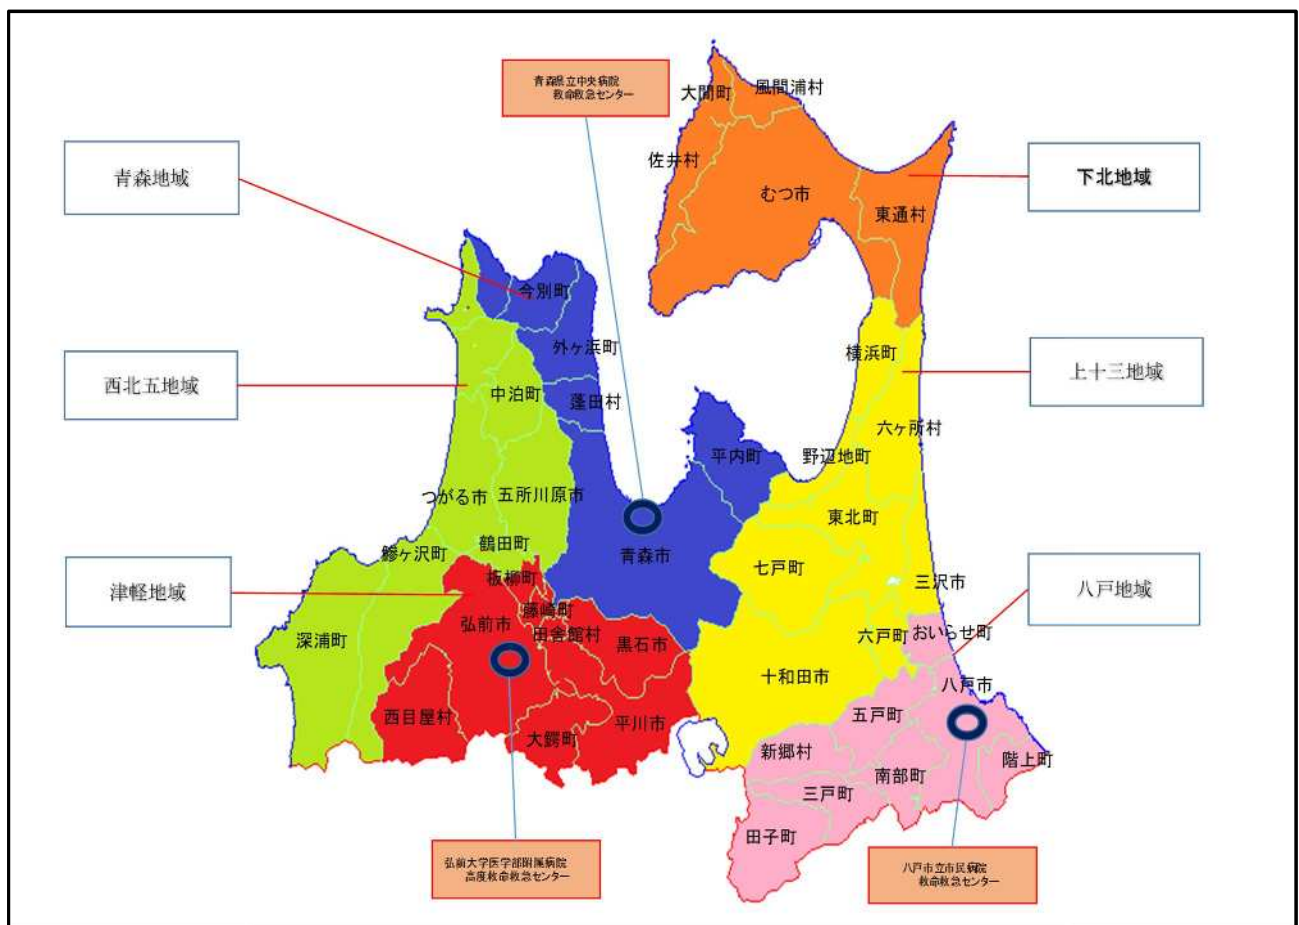 青森県立中央病院
救命救急センター
大間町
風間浦村
青森地域
佐井村
下北地域
むつ市
東通村
今別町
外ヶ浜町
横浜町
西北五地域
上十三地域
中泊町
蓬田村
六ヶ所村
平内町
野辺地町
つがる市
五所川原市
東北町
鶴田町
鰺ヶ沢町
青森市
七戸町
板柳町
三沢市
津軽地域
八戸地域
藤崎町
弘前市
田舎館村
黒石市
六戸町
おいらせ町
深浦町
十和田市
八戸市
西目屋村
平川市
五戸町
大鰐町
新郷村
南部町
階上町
三戸町
田子町
弘前大学医学部附属病院
高度救命救急センター
八戸市立市民病院
救命救急センター